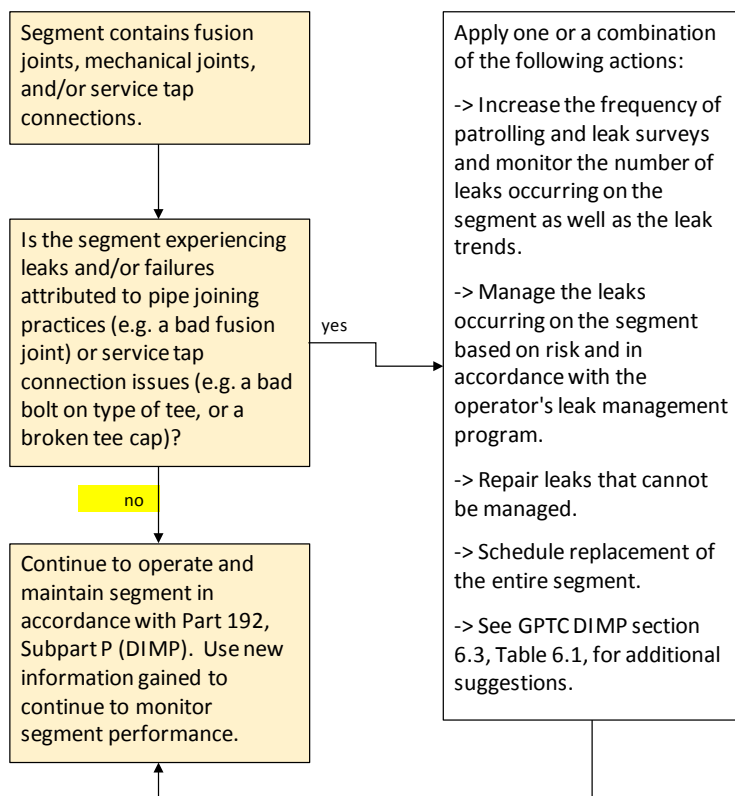 Segment contains fusion
joints, mechanical joints,
and/or service tap
connections.
Is the segment experiencing
leaks and/or failures
attributed to pipe joining
practices (e.g. a bad fusion
joint) or service tap
connection issues (e.g. a bad
bolt on type of tee, or a
broken tee cap)?
yes
no
Continue to operate and
maintain segment in
accordance with Part 192,
Subpart P (DIMP).  Use new
information gained to
continue to monitor
segment performance.
Apply one or a combination
of the following actions:
-> Increase the frequency of
patrolling and leak surveys
and monitor the number of
leaks occurring on the
segment as well as the leak
trends.
-> Manage the leaks
occurring on the segment
based on risk and in
accordance with the
operator's leak management
program.
-> Repair leaks that cannot
be managed.
-> Schedule replacement of
the entire segment.
-> See GPTC DIMP section
6.3, Table 6.1, for additional
suggestions.